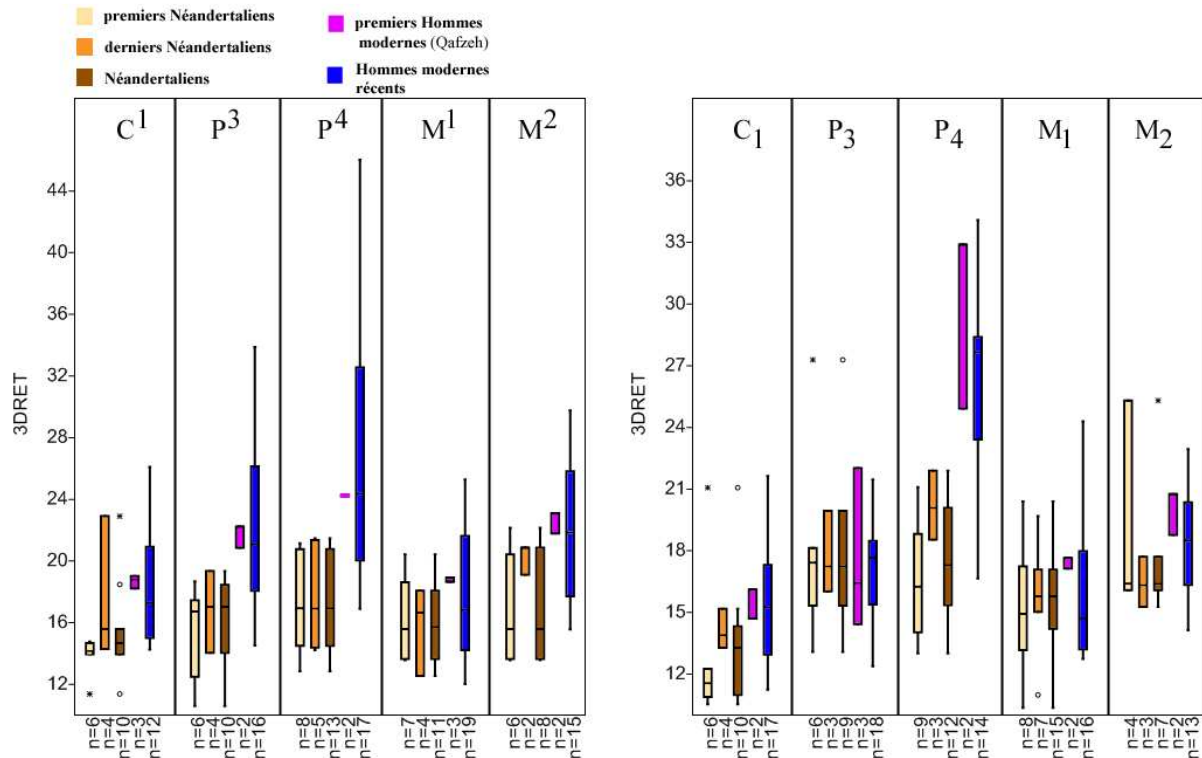 premiers Néandertaliens
derniers Néandertaliens
Néandertaliens
premiers Hommes
modernes (Qafzeh)
Hommes modernes
récents
C1 P3 P4 M1 M2
3DRET
44
40
36
32
28
24
20
16
12
n=6 n=4 n=10 n=3 n=12
n=6 n=4 n=10 n=2 n=16
n=8 n=5 n=13 n=2 n=17
n=7 n=4 n=11 n=3 n=39
n=6 n=2 n=8 n=2 n=15
C1 P3 P4 M1 M2
3DRET
36
33
30
27
24
21
18
15
12
n=6 n=4 n=10 n=2 n=17
n=6 n=3 n=9 n=3 n=38
n=9 n=3 n=12 n=2 n=14
n=8 n=7 n=15 n=2 n=26
n=4 n=3 n=7 n=2 n=13